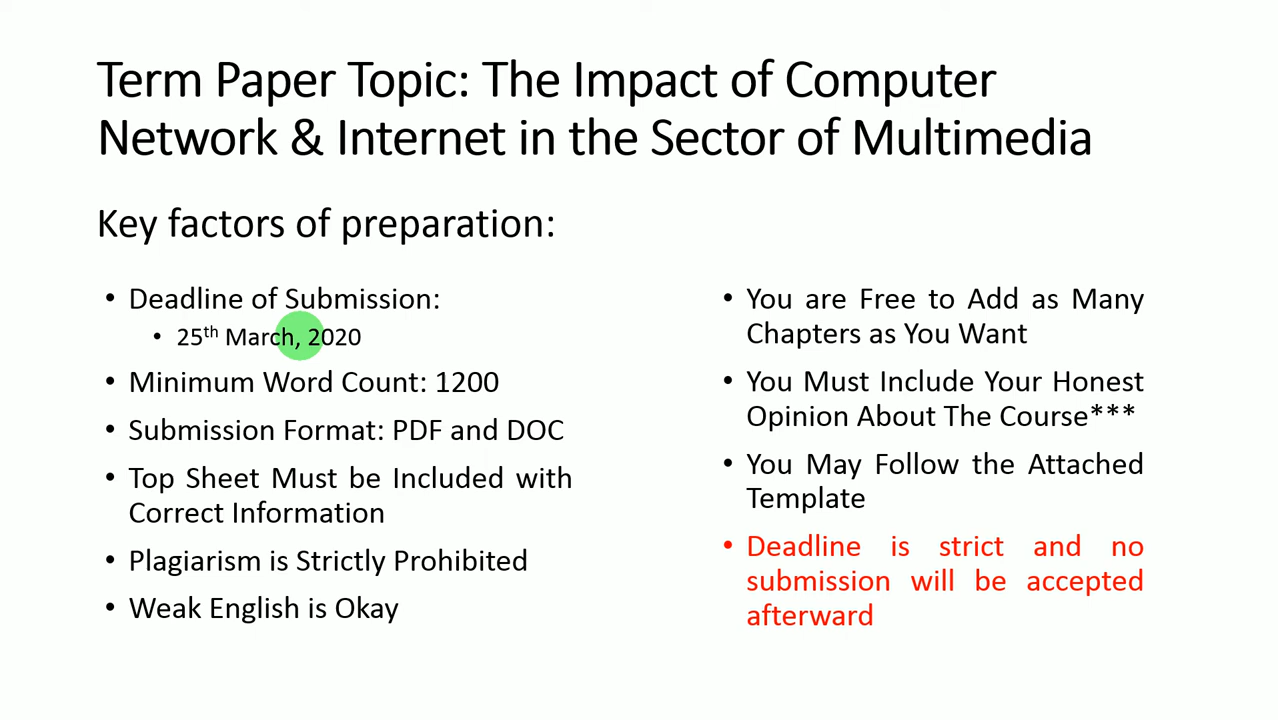 Term Paper Topic: The Impact of Computer
Network & Internet in the Sector of Multimedia
Key factors of preparation:
• Deadline of Submission:
• 25th March, 2020
• Minimum Word Count: 1200
• Submission Format: PDF and DOC
• Top Sheet Must be Included with
Correct Information
• Plagiarism is Strictly Prohibited
• Weak English is Okay
• You are Free to Add as Many
Chapters as You Want
• You Must Include Your Honest
Opinion About The Course***
• You May Follow the Attached
Template
• Deadline is strict and no
submission will be accepted
afterward